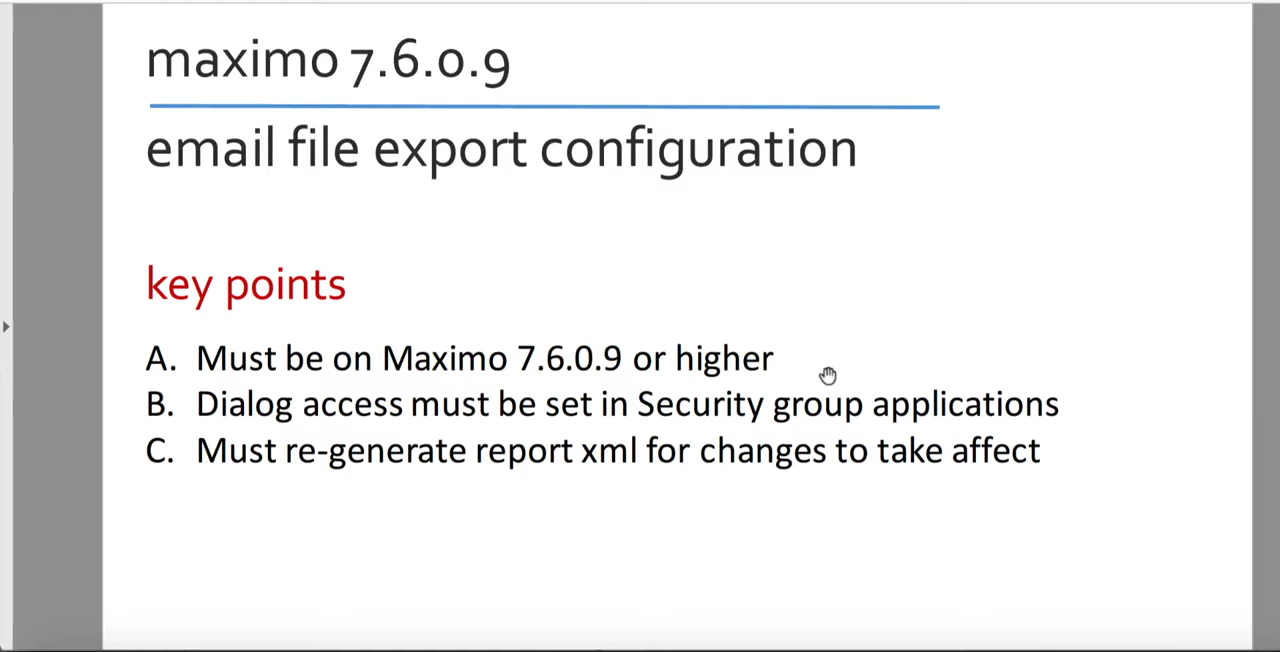 maximo 7.6.0.9
email file export configuration
key points
A. Must be on Maximo 7.6.0.9 or higher
B. Dialog access must be set in Security group applications
C. Must re-generate report xml for changes to take affect